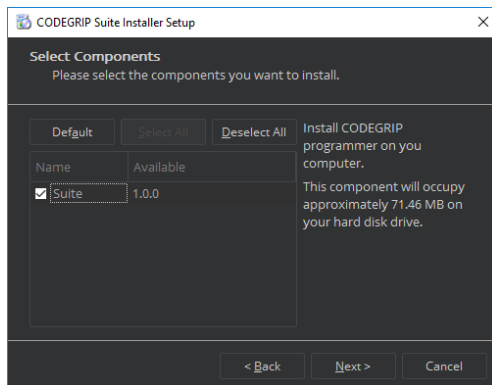 CODEGRIP Suite Installer Setup
Select Components
Please select the components you want to install.
Default Select All Deselect All
Install CODEGRIP
programmer on you
computer.
Name Available
Suite 1.0.0
This component will occupy
approximately 71.46 MB on
your hard disk drive.
< Back Next > Cancel